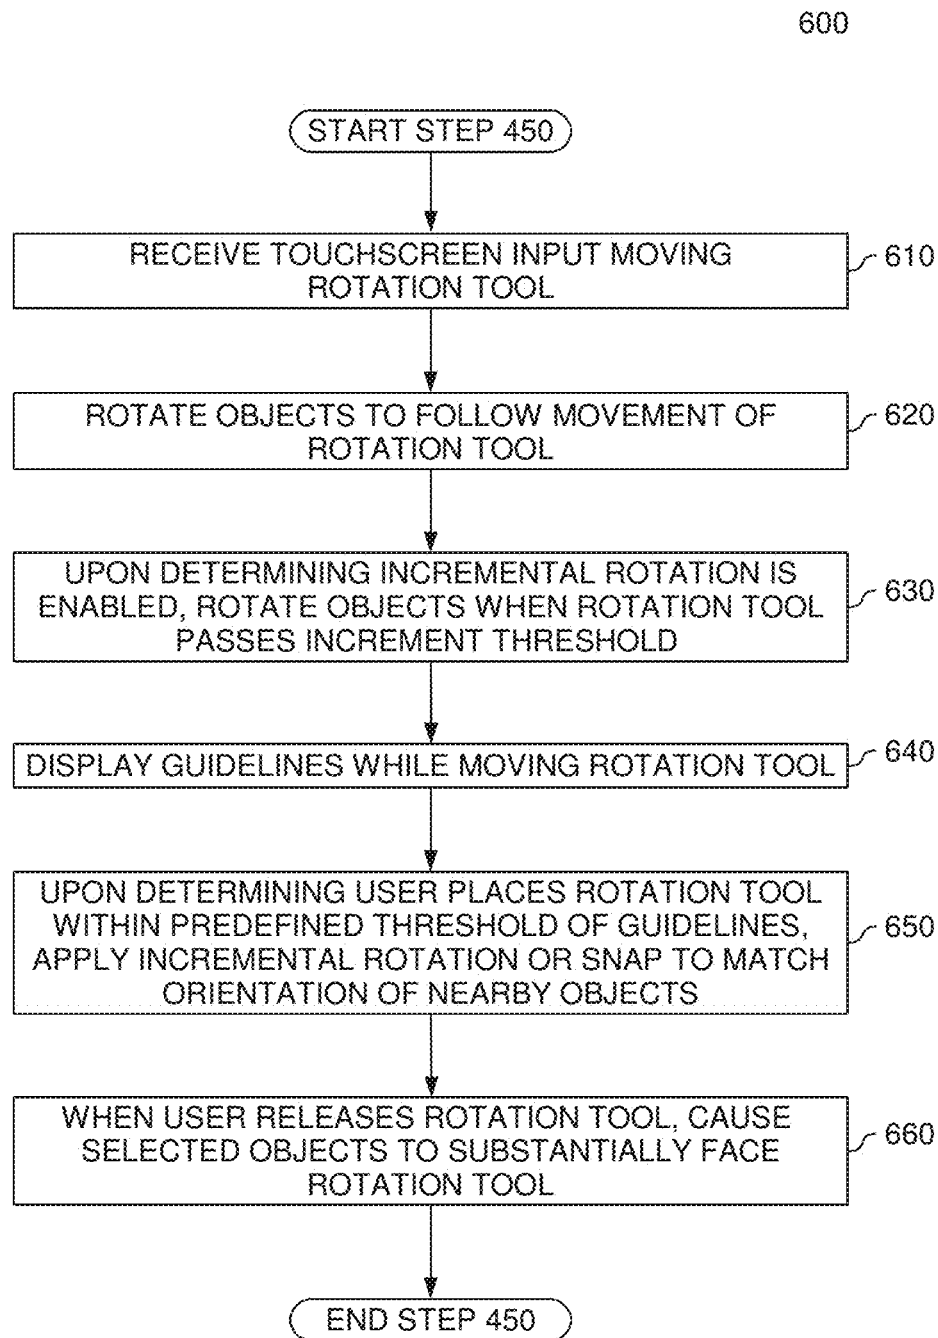 600
START STEP 450
RECEIVE TOUCHSCREEN INPUT MOVING
ROTATION TOOL
610
ROTATE OBJECTS TO FOLLOW MOVEMENT OF
ROTATION TOOL
620
UPON DETERMINING INCREMENTAL ROTATION IS
ENABLED, ROTATE OBJECTS WHEN ROTATION TOOL
PASSES INCREMENT THRESHOLD
630
DISPLAY GUIDELINES WHILE MOVING ROTATION TOOL
640
UPON DETERMINING USER PLACES ROTATION TOOL
WITHIN PREDEFINED THRESHOLD OF GUIDELINES,
APPLY INCREMENTAL ROTATION OR SNAP TO MATCH
ORIENTATION OF NEARBY OBJECTS
650
WHEN USER RELEASES ROTATION TOOL, CAUSE
SELECTED OBJECTS TO SUBSTANTIALLY FACE
ROTATION TOOL
660
END STEP 450